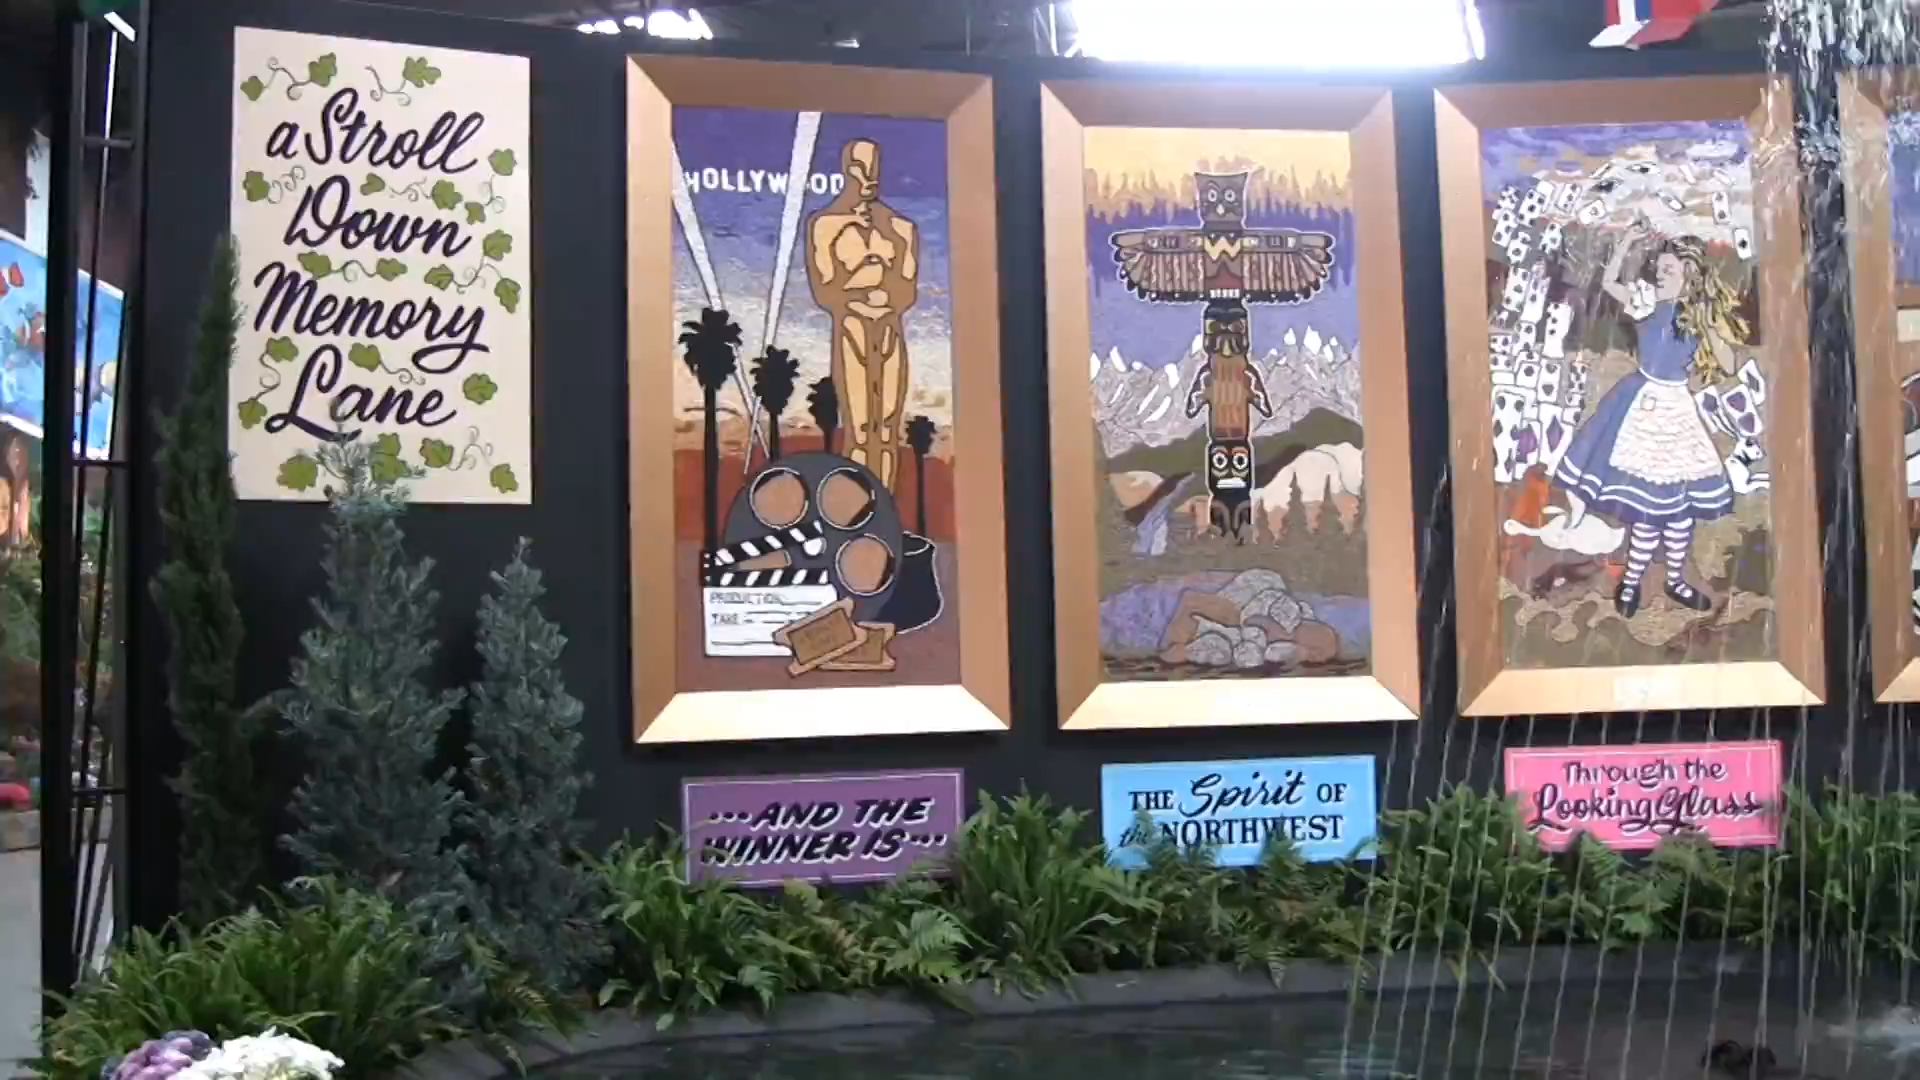 a Stroll
Down
Memory
Lane
HOLLYWOOD
PRODUCTION
TAKE
...AND THE
WINNER IS...
THE Spirit OF
the NORTHWEST
Through the
Looking Glass